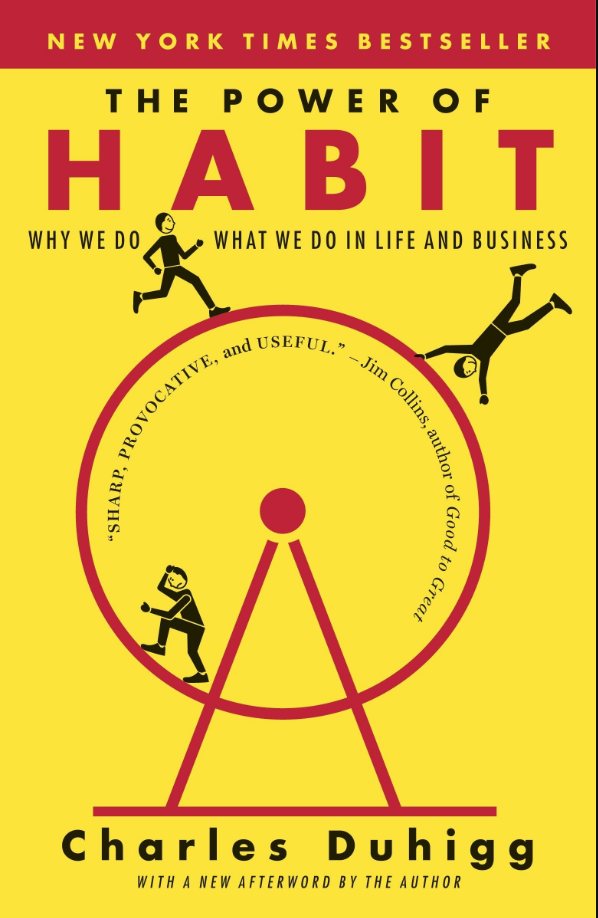 NEW YORK TIMES BESTSELLER
THE POWER OF
HABIT
WHY WE DO WHAT WE DO IN LIFE AND BUSINESS
“SHARP, PROVOCATIVE, and USEFUL.” – Jim Collins, author of Good to Great
Charles Duhigg
WITH A NEW AFTERWORD BY THE AUTHOR